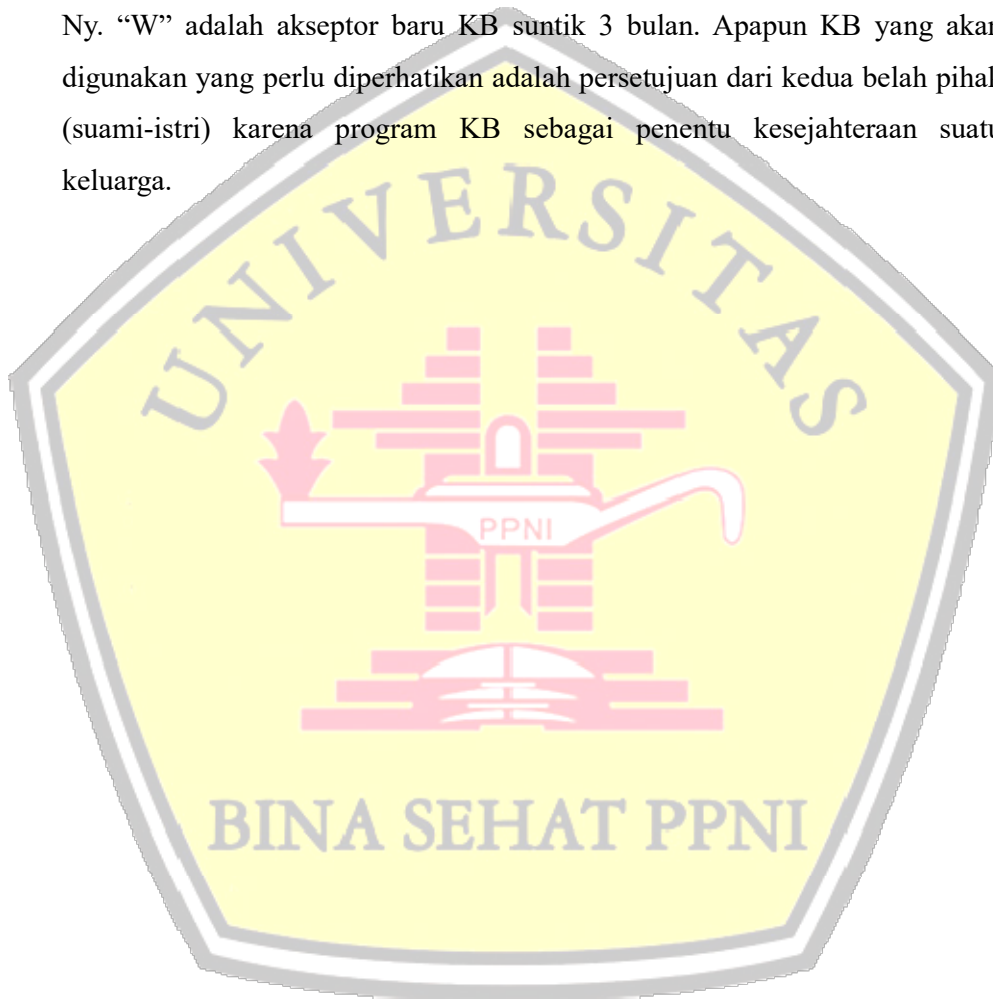 Ny. “W” adalah akseptor baru KB suntik 3 bulan. Apapun KB yang akan
digunakan yang perlu diperhatikan adalah persetujuan dari kedua belah pihak
(suami-istri) karena program KB sebagai penentu kesejahteraan suatu
keluarga.
UNIVERSITAS
PPNI
BINA SEHAT PPNI